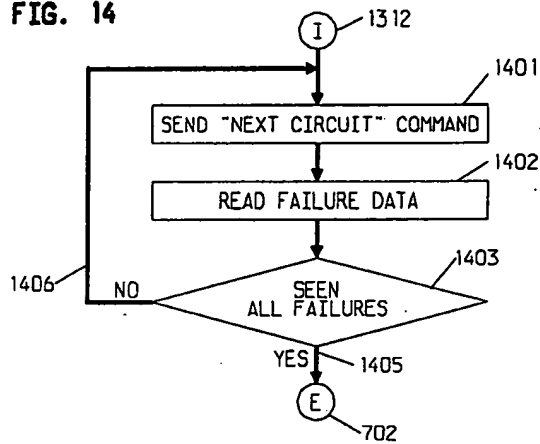 FIG. 14
I
1312
1401
SEND "NEXT CIRCUIT" COMMAND
1402
READ FAILURE DATA
1403
SEEN
ALL FAILURES
1406
NO
YES
1405
E
702